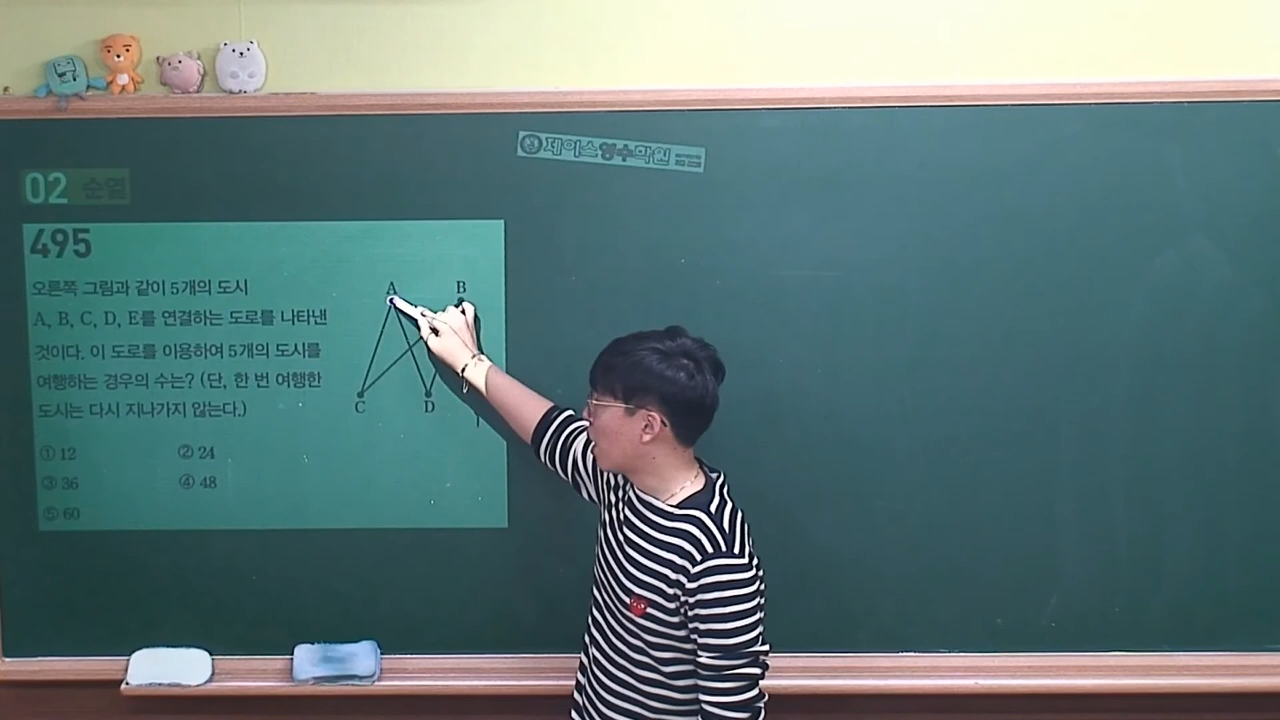 제이스영수학원
02 순열
495
오른쪽 그림과 같이 5개의 도시
A, B, C, D, E를 연결하는 도로를 나타낸
것이다. 이 도로를 이용하여 5개의 도시를
여행하는 경우의 수는? (단, 한 번 여행한
도시는 다시 지나가지 않는다.)
A B
C D
① 12 ② 24
③ 36 ④ 48
⑤ 60